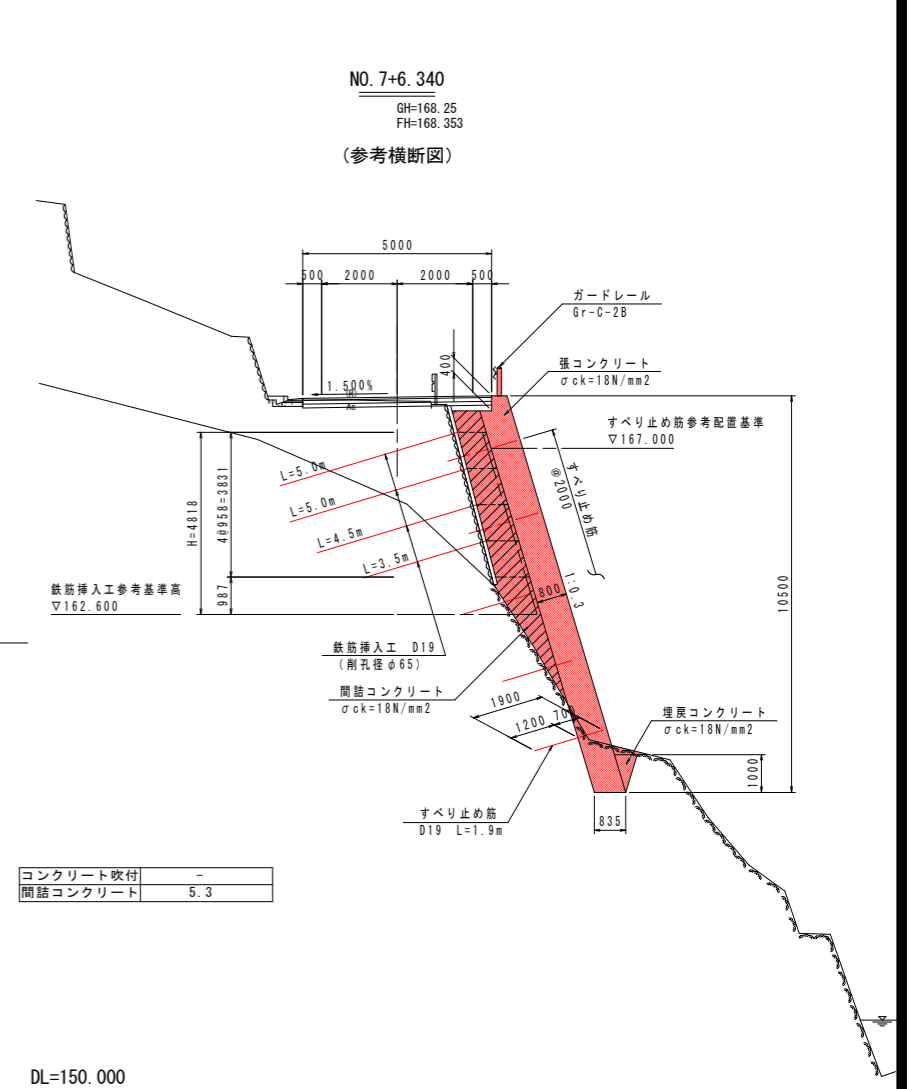 NO.7+6.340
GH=168.25
FH=168.353
(参考横断図)
5000
500
2000
2000
500
ガードレール
Gr-C-2B
400
張コンクリート
σck=18N/mm2
1.500%
As
すべり止め筋参考配置基準
▽167.000
すべり止め筋
@2000
L=5.0m
L=5.0m
L=4.5m
L=3.5m
H=4818
4@958=3831
987
鉄筋挿入工参考基準高
▽162.600
800
1:0.3
10500
鉄筋挿入工 D19
(削孔径φ65)
間詰コンクリート
σck=18N/mm2
1900
1200
700
埋戻コンクリート
σck=18N/mm2
1000
すべり止め筋
D19 L=1.9m
835
コンクリート吹付 -
間詰コンクリート 5.3
DL=150.000